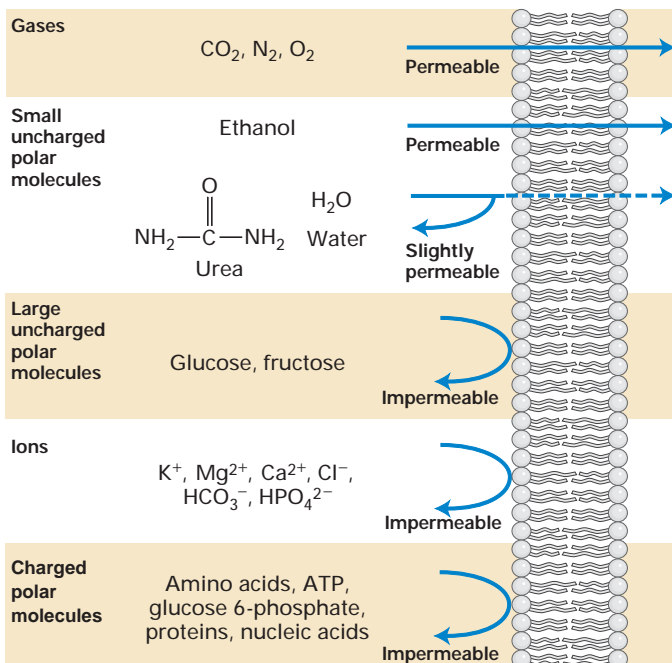 Gases
CO₂, N₂, O₂
Permeable
Small
uncharged
polar
molecules
Ethanol
Permeable
O
NH₂—C—NH₂
Urea
H₂O
Water
Slightly
permeable
Large
uncharged
polar
molecules
Glucose, fructose
Impermeable
Ions
K⁺, Mg²⁺, Ca²⁺, Cl⁻,
HCO₃⁻, HPO₄²⁻
Impermeable
Charged
polar
molecules
Amino acids, ATP,
glucose 6-phosphate,
proteins, nucleic acids
Impermeable